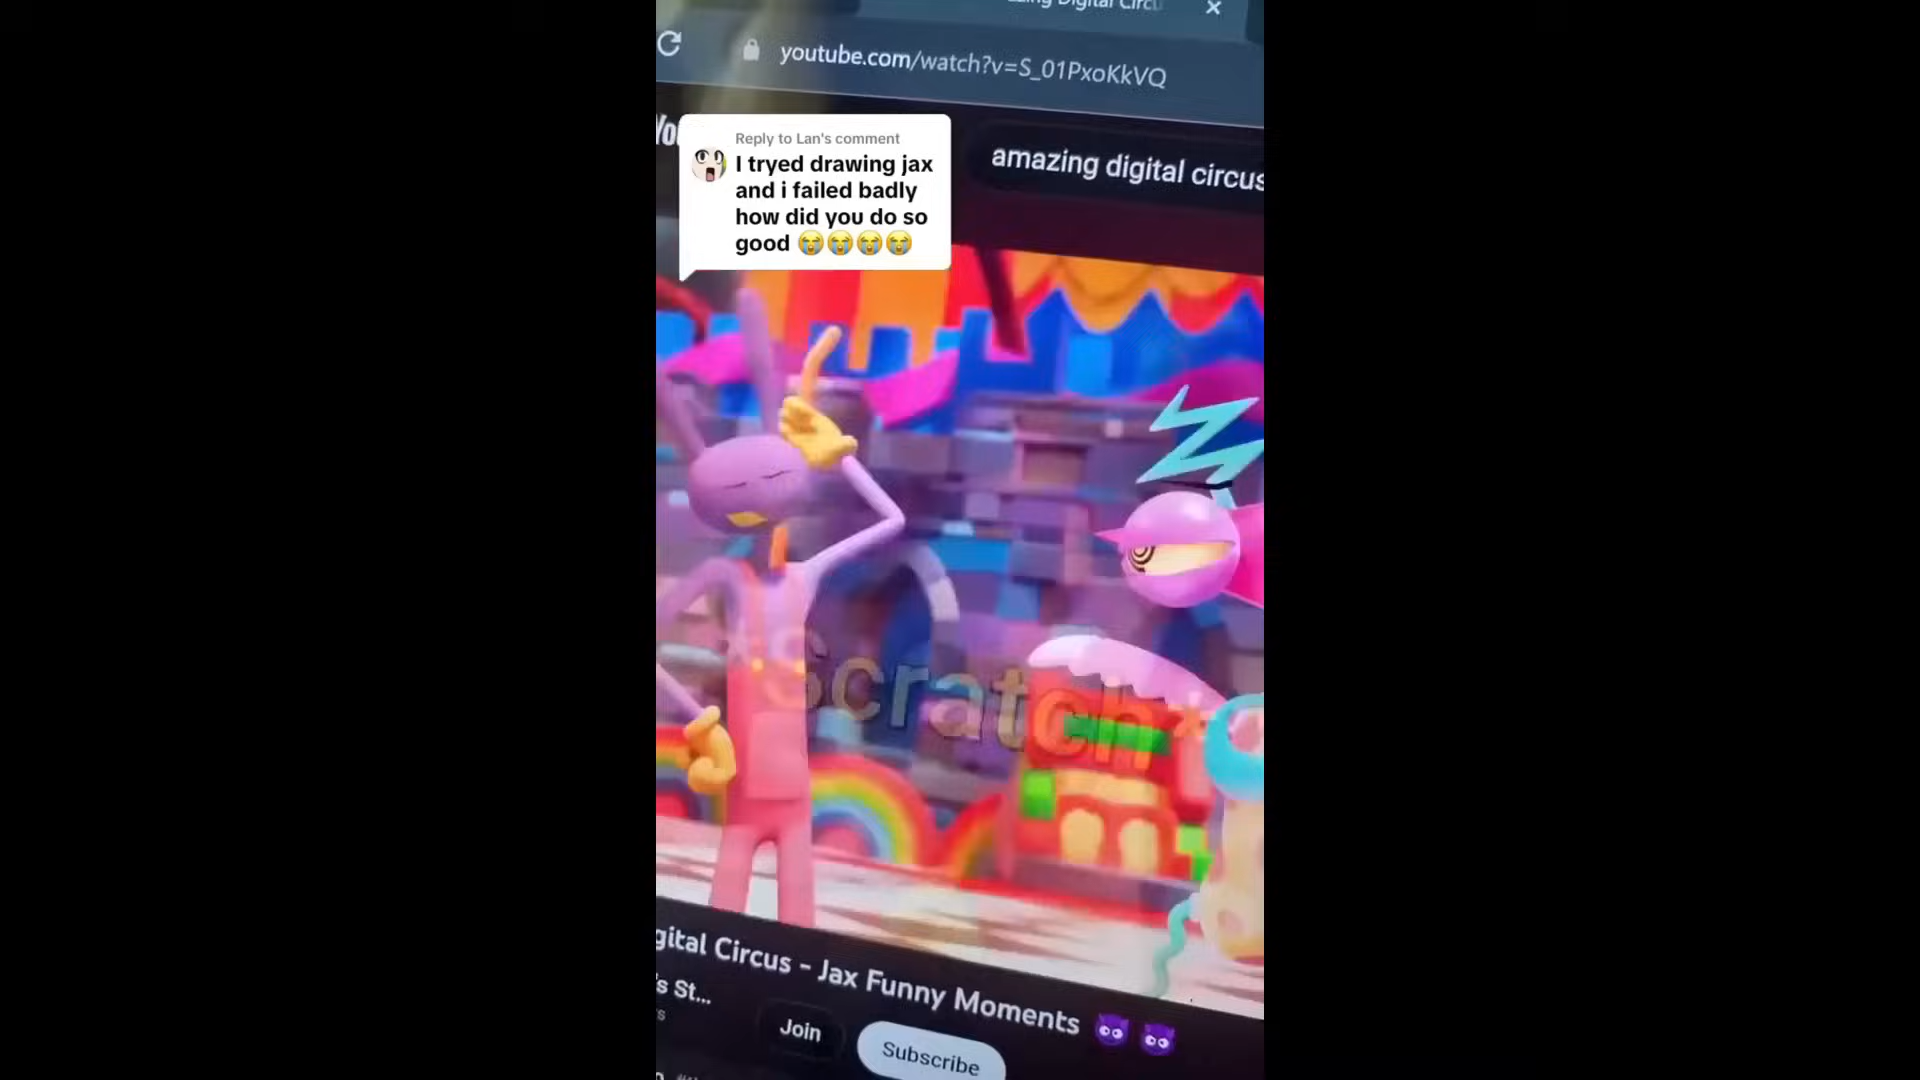 youtube.com/watch?v=S_01PxoKkVQ
amazing digital circus
Reply to Lan's comment
I tryed drawing jax
and i failed badly
how did you do so
good 😭😭😭😭
*Scratch*
gital Circus - Jax Funny Moments 😈 😈
's St...
Join
Subscribe